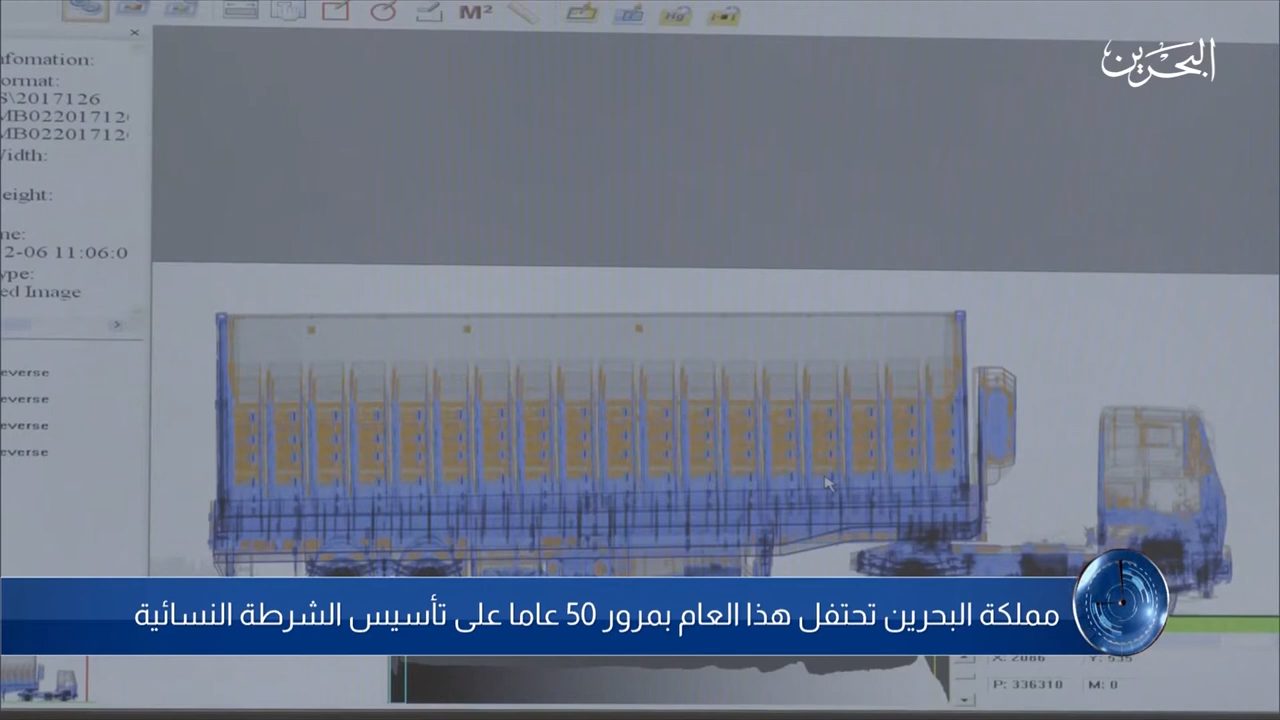 البحرين
M²
nfomation:
ormat:
S\2017126
MB02201712
MB02201712
Width:
eight:
me:
2-06 11:06:0
ype:
ed Image
everse
everse
everse
everse
مملكة البحرين تحتفل هذا العام بمرور 50 عاما على تأسيس الشرطة النسائية
X: 2086 Y: 535
P: 336310 M: 0